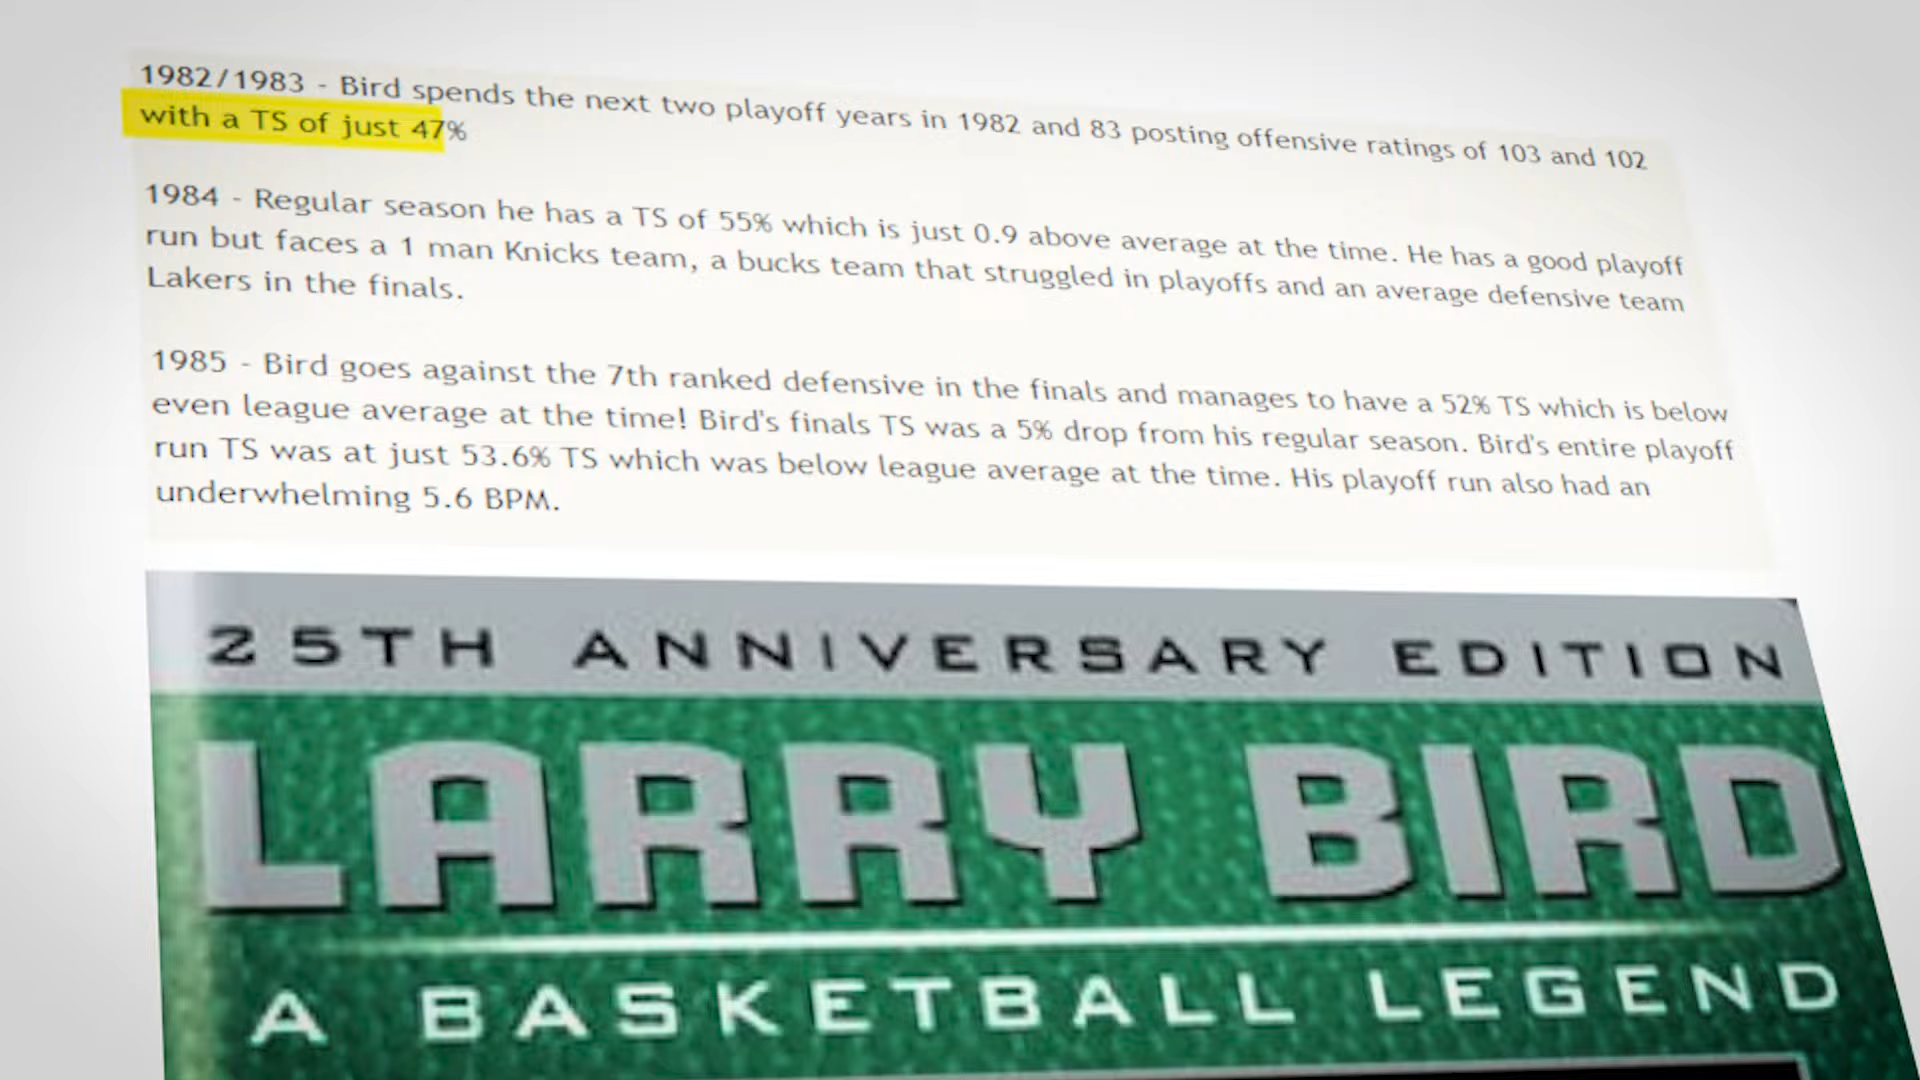 1982/1983 - Bird spends the next two playoff years in 1982 and 83 posting offensive ratings of 103 and 102
with a TS of just 47%
1984 - Regular season he has a TS of 55% which is just 0.9 above average at the time. He has a good playoff
run but faces a 1 man Knicks team, a bucks team that struggled in playoffs and an average defensive team
Lakers in the finals.
1985 - Bird goes against the 7th ranked defensive in the finals and manages to have a 52% TS which is below
even league average at the time! Bird's finals TS was a 5% drop from his regular season. Bird's entire playoff
run TS was at just 53.6% TS which was below league average at the time. His playoff run also had an
underwhelming 5.6 BPM.
25TH ANNIVERSARY EDITION
LARRY BIRD
A BASKETBALL LEGEND